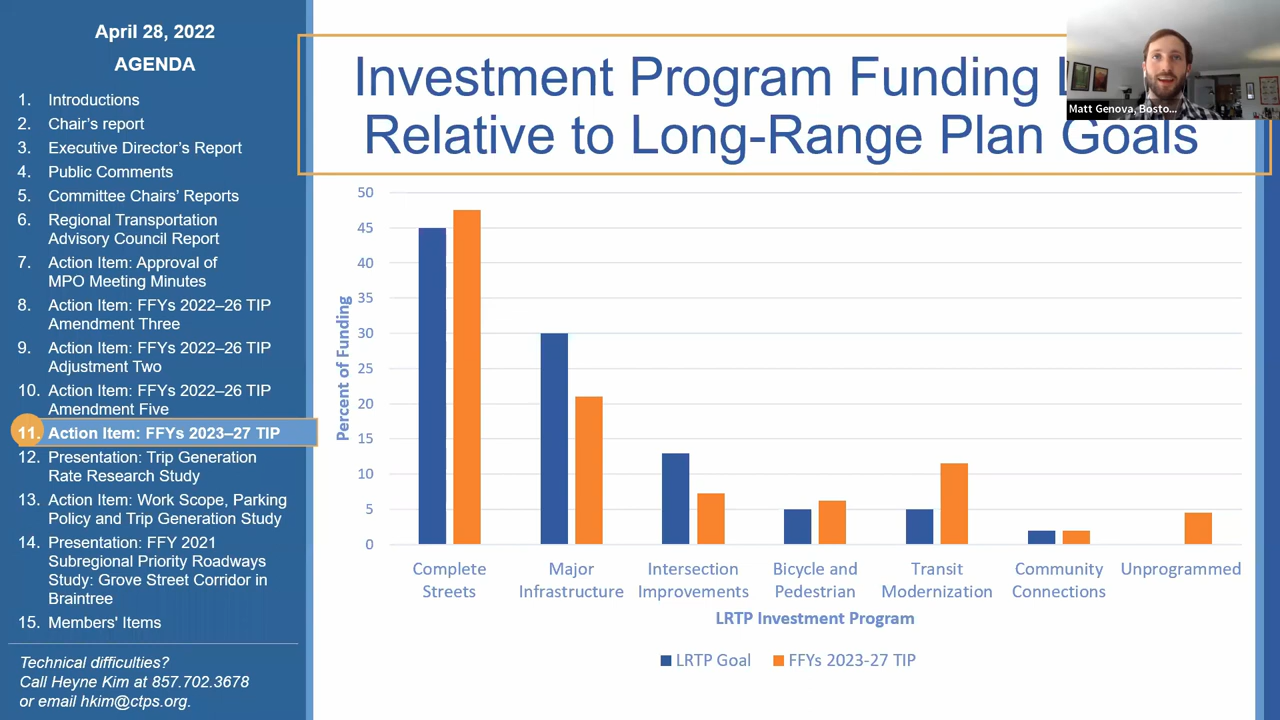 April 28, 2022
AGENDA
1. Introductions
2. Chair's report
3. Executive Director's Report
4. Public Comments
5. Committee Chairs' Reports
6. Regional Transportation
Advisory Council Report
7. Action Item: Approval of
MPO Meeting Minutes
8. Action Item: FFYs 2022–26 TIP
Amendment Three
9. Action Item: FFYs 2022–26 TIP
Adjustment Two
10. Action Item: FFYs 2022–26 TIP
Amendment Five
11. Action Item: FFYs 2023–27 TIP
12. Presentation: Trip Generation
Rate Research Study
13. Action Item: Work Scope, Parking
Policy and Trip Generation Study
14. Presentation: FFY 2021
Subregional Priority Roadways
Study: Grove Street Corridor in
Braintree
15. Members' Items
Technical difficulties?
Call Heyne Kim at 857.702.3678
or email hkim@ctps.org.
Investment Program Funding
Relative to Long-Range Plan Goals
Matt Genova, Bosto...
50
45
40
35
30
25
20
15
10
5
0
Percent of Funding
Complete
Streets
Major
Infrastructure
Intersection
Improvements
Bicycle and
Pedestrian
Transit
Modernization
Community
Connections
Unprogrammed
LRTP Investment Program
LRTP Goal
FFYs 2023-27 TIP